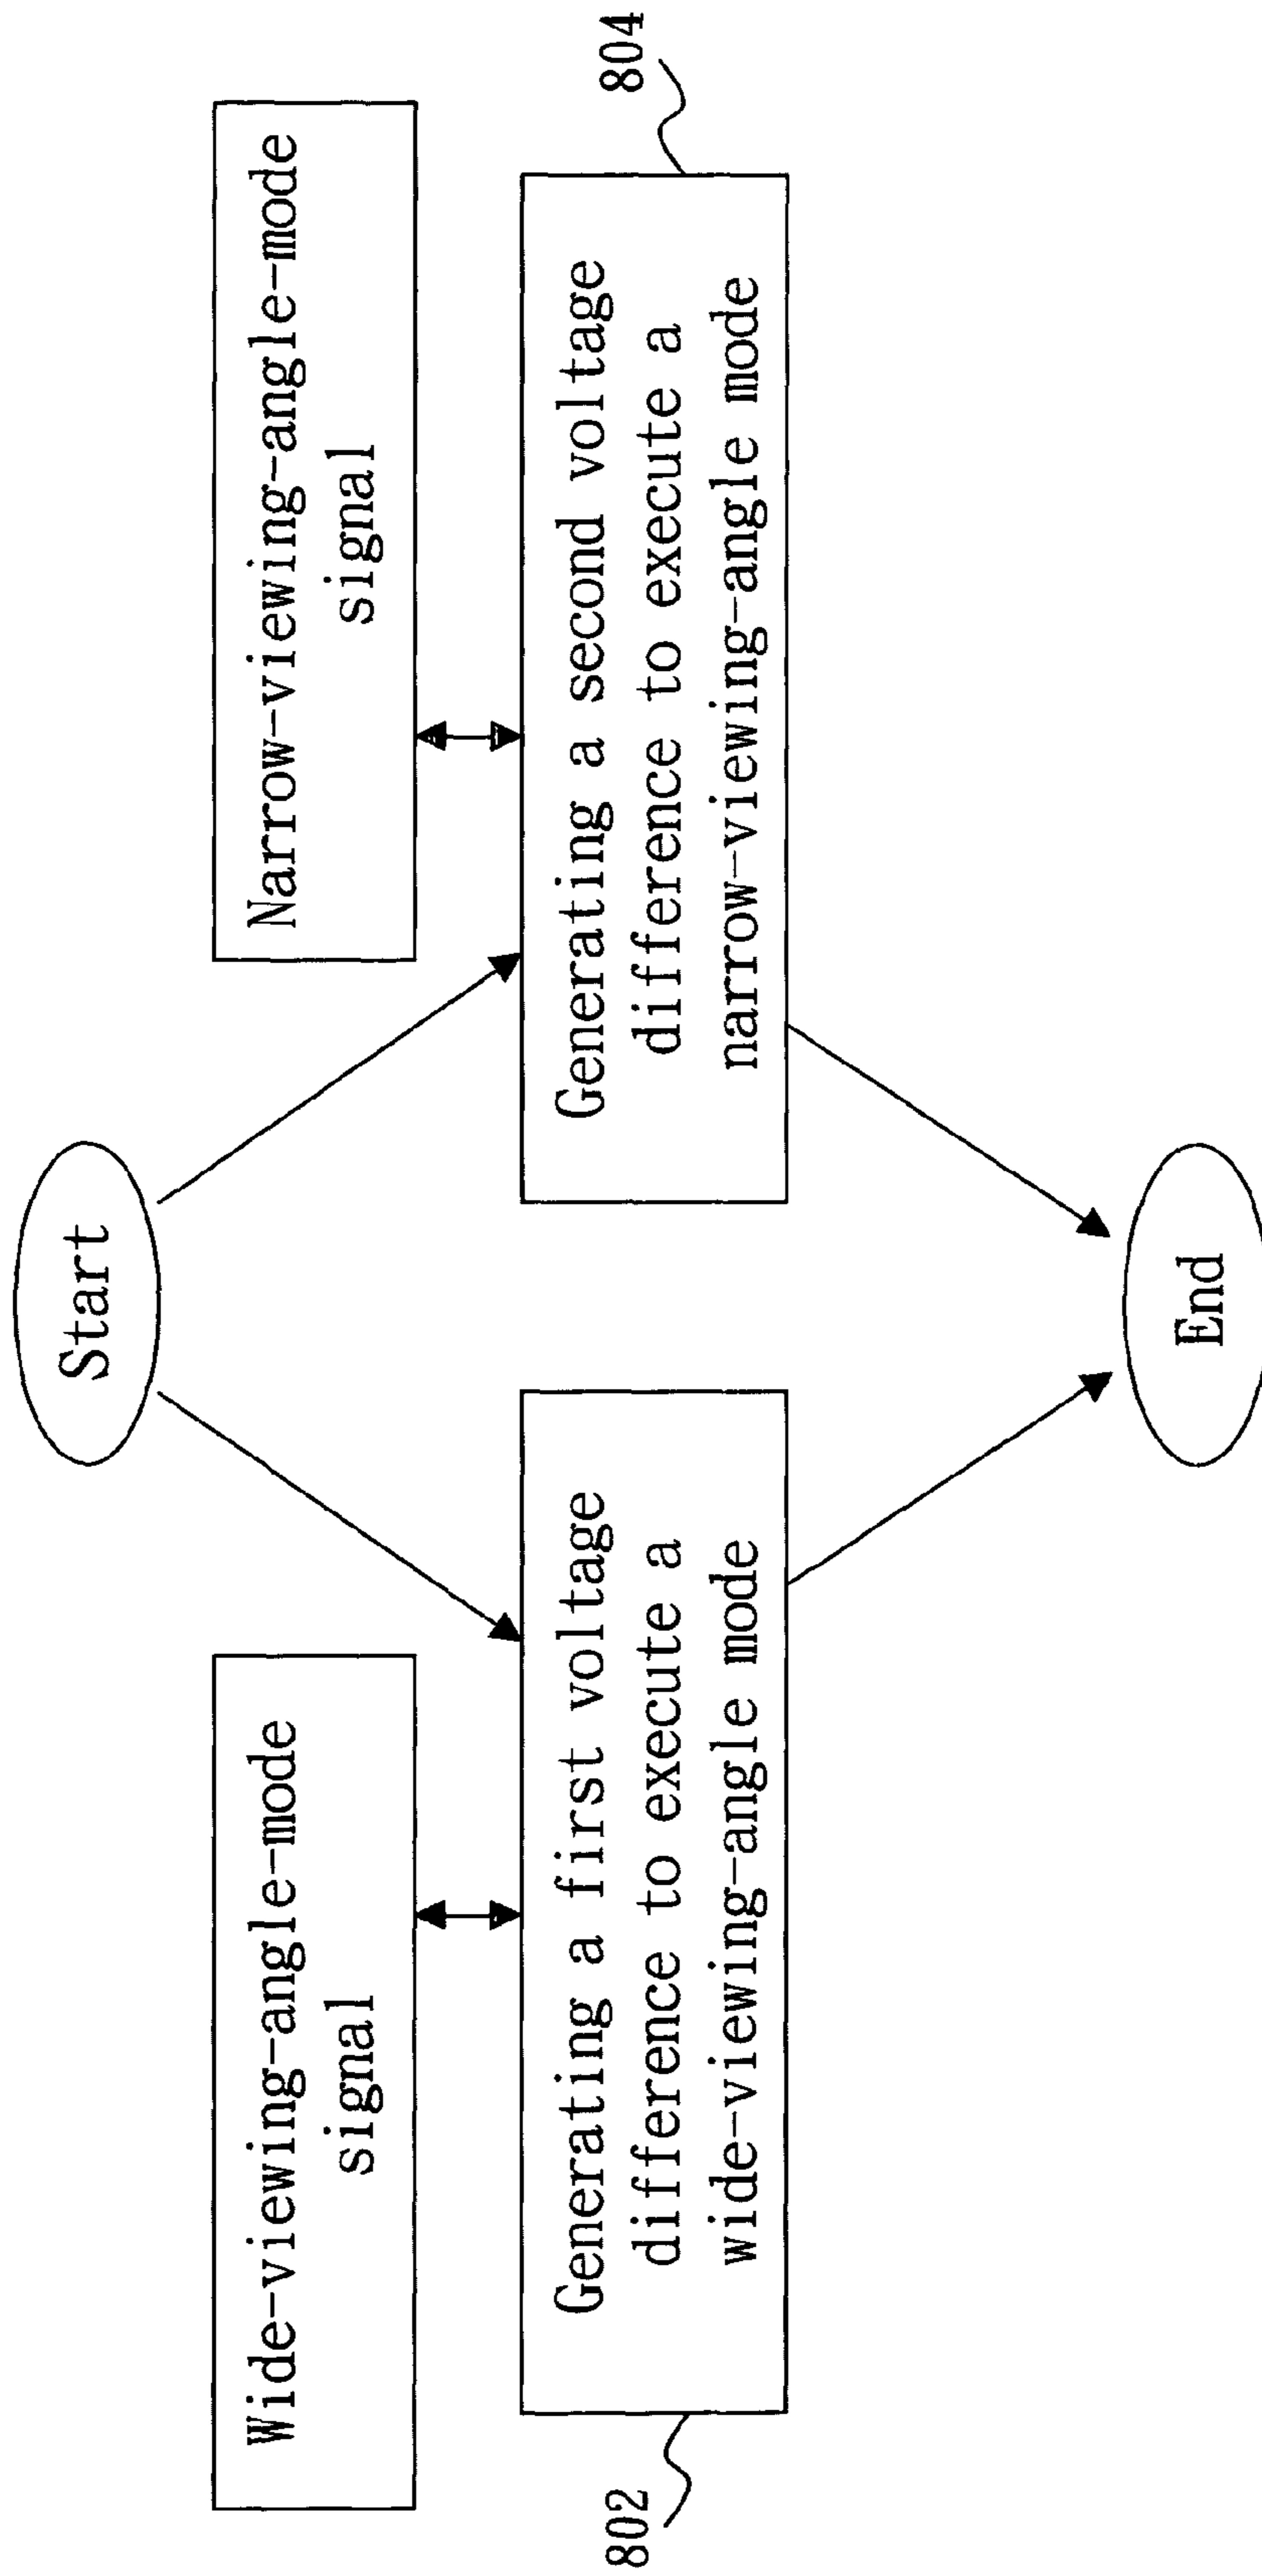 Start
Wide-viewing-angle-mode
signal
Narrow-viewing-angle-mode
signal
802
Generating a first voltage
difference to execute a
wide-viewing-angle mode
Generating a second voltage
difference to execute a
narrow-viewing-angle mode
804
End